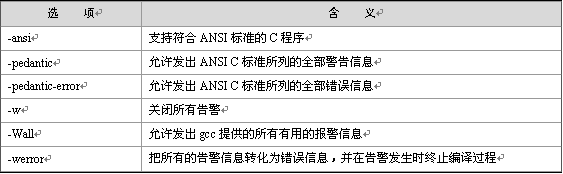 选 项 含 义
-ansi 支持符合 ANSI 标准的 C 程序
-pedantic 允许发出 ANSI C 标准所列的全部警告信息
-pedantic-error 允许发出 ANSI C 标准所列的全部错误信息
-w 关闭所有告警
-Wall 允许发出 gcc 提供的所有有用的报警信息
-werror 把所有的告警信息转化为错误信息，并在告警发生时终止编译过程